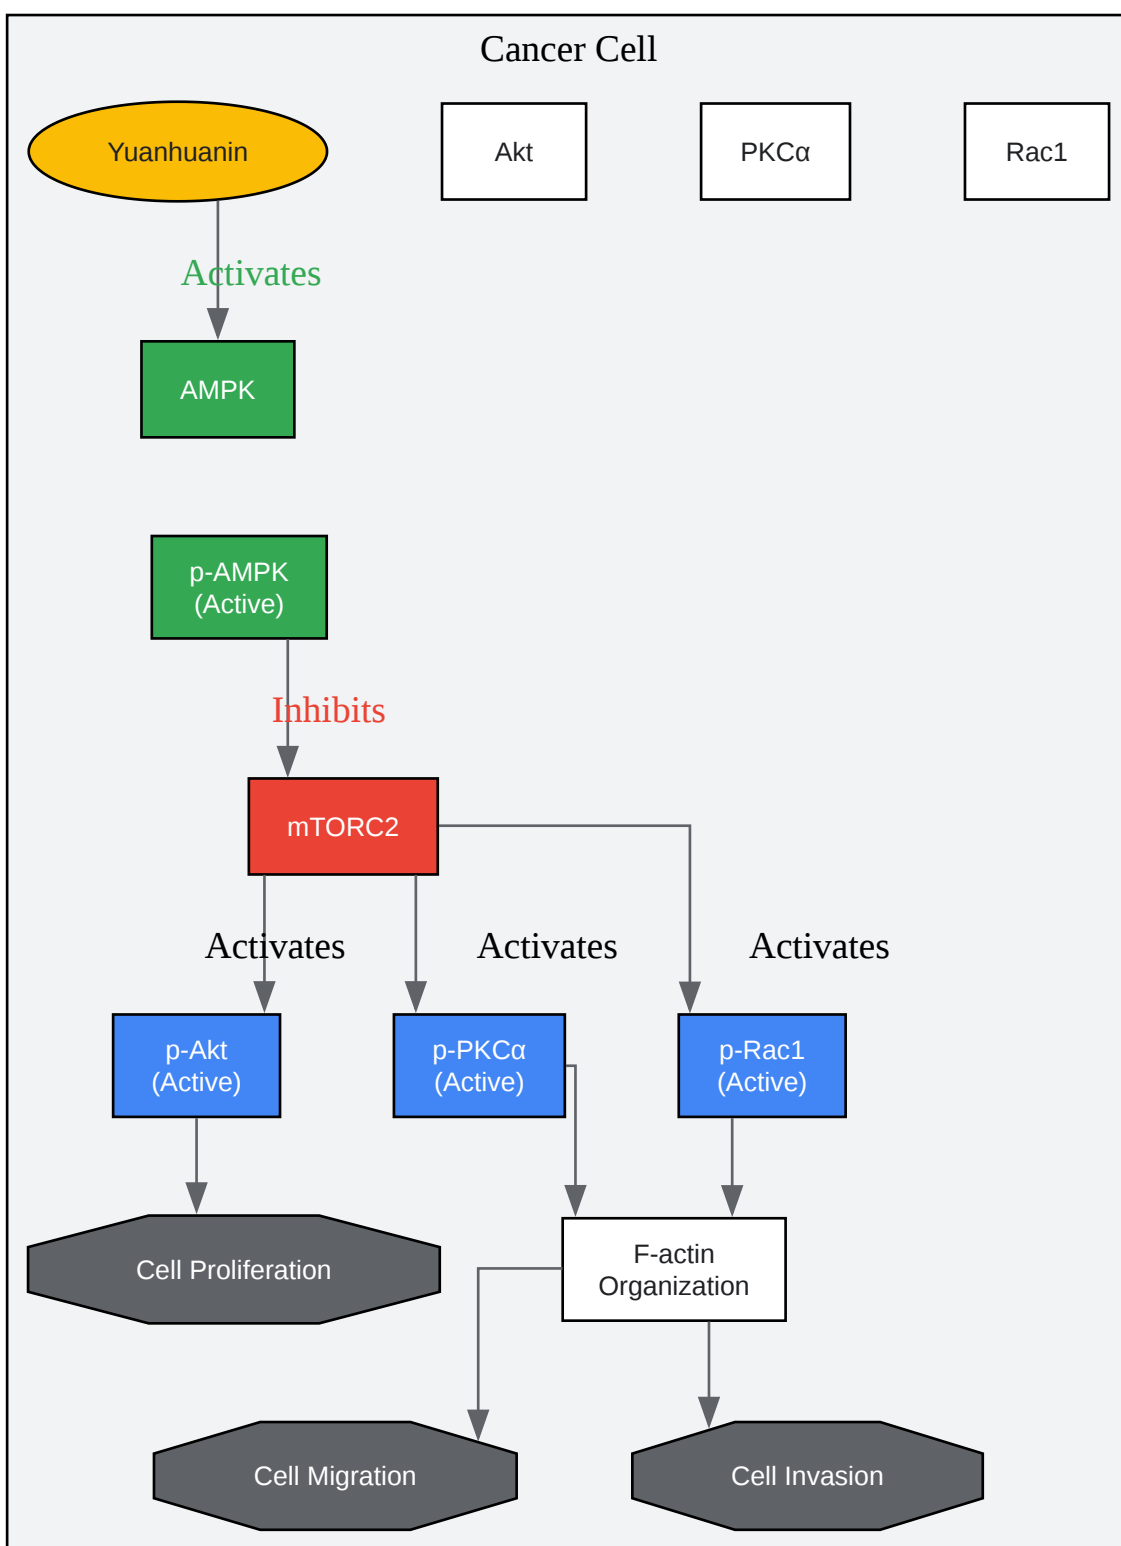 Cancer Cell
Yuanhuanin
Akt
PKCα
Rac1
Activates
AMPK
p-AMPK
(Active)
Inhibits
mTORC2
Activates
Activates
Activates
p-Akt
(Active)
p-PKCα
(Active)
p-Rac1
(Active)
Cell Proliferation
F-actin
Organization
Cell Migration
Cell Invasion